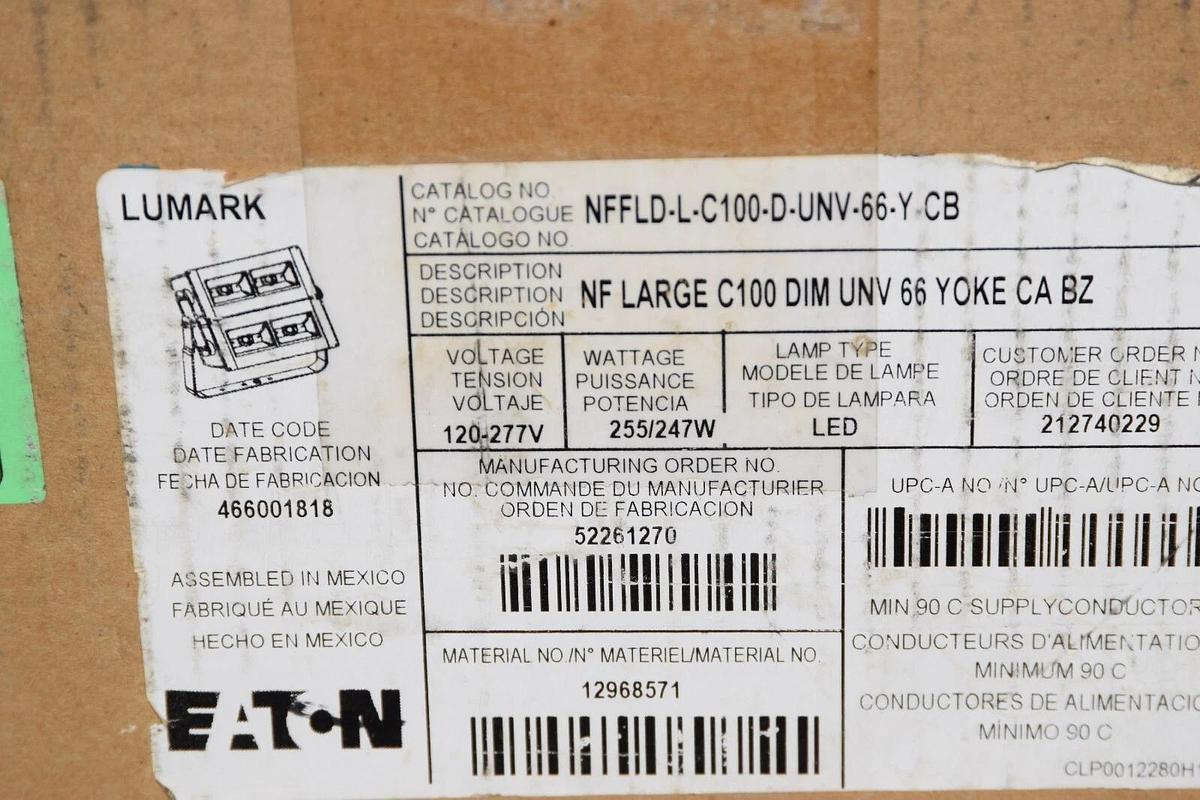 LUMARK
CATALOG NO.
N° CATALOGUE
CATÁLOGO NO.
NFFLD-L-C100-D-UNV-66-Y CB
DESCRIPTION
DESCRIPTION
DESCRIPCIÓN
NF LARGE C100 DIM UNV 66 YOKE CA BZ
VOLTAGE
TENSION
VOLTAJE
120-277V
WATTAGE
PUISSANCE
POTENCIA
255/247W
LAMP TYPE
MODELE DE LAMPE
TIPO DE LAMPARA
LED
CUSTOMER ORDER N
ORDRE DE CLIENT N
ORDEN DE CLIENTE
212740229
DATE CODE
DATE FABRICATION
FECHA DE FABRICACION
466001818
ASSEMBLED IN MEXICO
FABRIQUÉ AU MEXIQUE
HECHO EN MEXICO
EATON
MANUFACTURING ORDER NO.
NO. COMMANDE DU MANUFACTURIER
ORDEN DE FABRICACION
52261270
MATERIAL NO./N° MATERIEL/MATERIAL NO.
12968571
UPC-A NO /N° UPC-A/UPC-A NO
MIN 90 C SUPPLYCONDUCTOR
CONDUCTEURS D'ALIMENTATIO
MINIMUM 90 C
CONDUCTORES DE ALIMENTACIO
MÍNIMO 90 C
CLP0012280H